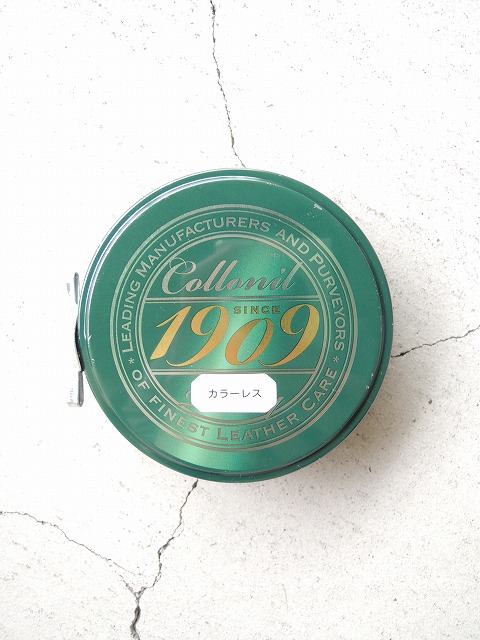 LEADING MANUFACTURERS AND PURVEYORS
Collonil
SINCE
1909
カラーレス
* OF FINEST LEATHER CARE *